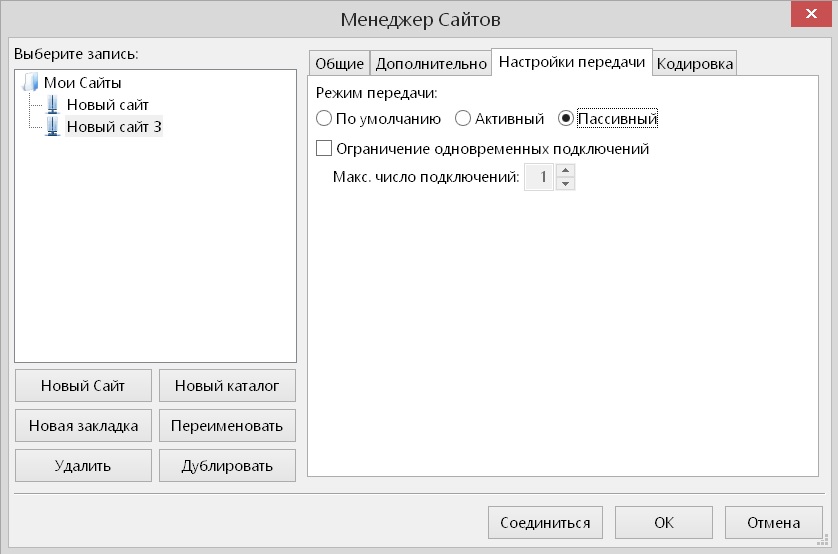 Менеджер Сайтов
Выберите запись:
Мои Сайты
Новый сайт
Новый сайт 3
Новый Сайт
Новый каталог
Новая закладка
Переименовать
Удалить
Дублировать
Общие
Дополнительно
Настройки передачи
Кодировка
Режим передачи:
По умолчанию
Активный
Пассивный
Ограничение одновременных подключений
Макс. число подключений: 1
Соединиться
OK
Отмена